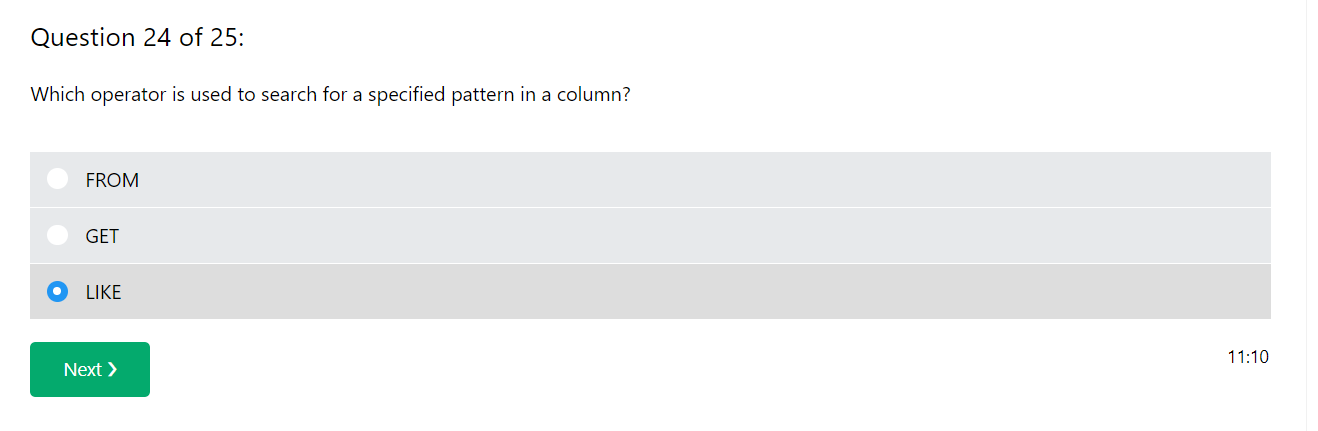 Question 24 of 25:
Which operator is used to search for a specified pattern in a column?
FROM
GET
LIKE
Next ❯
11:10